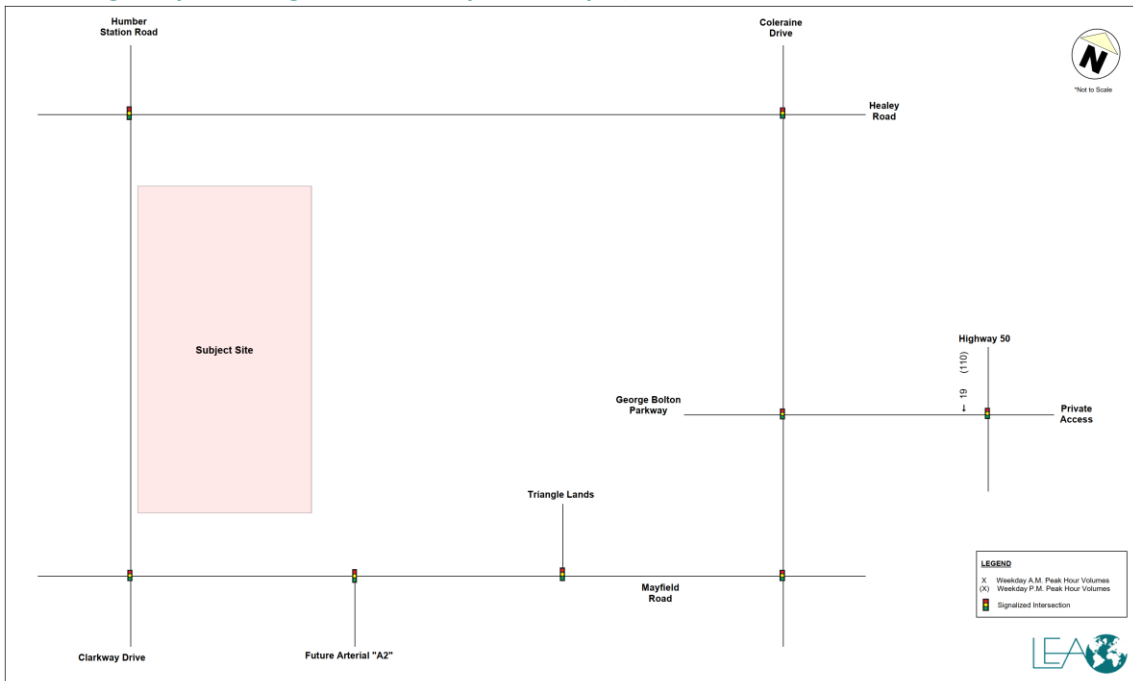 Humber
Station Road
Coleraine
Drive
N
*Not to Scale
Healey
Road
Subject Site
Highway 50
19 (110)
George Bolton
Parkway
Private
Access
Triangle Lands
Mayfield
Road
LEGEND
X Weekday A.M. Peak Hour Volumes
(X) Weekday P.M. Peak Hour Volumes
Signalized Intersection
Clarkway Drive
Future Arterial "A2"
LEA